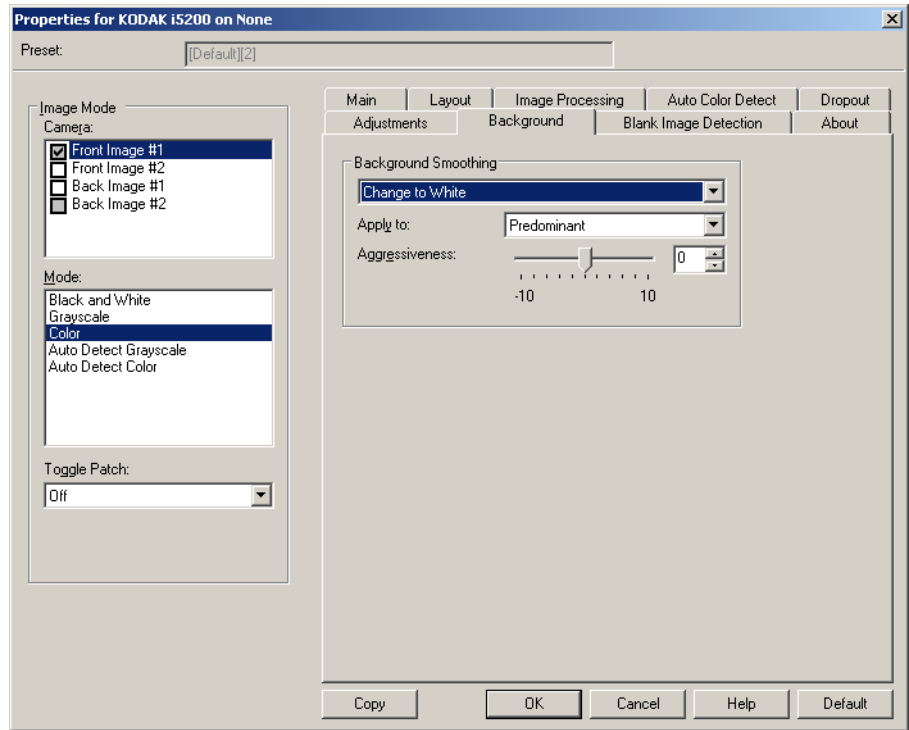 Properties for KODAK i5200 on None
Preset:
[Default][2]
Image Mode
Camera:
Front Image #1
Front Image #2
Back Image #1
Back Image #2
Mode:
Black and White
Grayscale
Color
Auto Detect Grayscale
Auto Detect Color
Toggle Patch:
Off
Main
Layout
Image Processing
Auto Color Detect
Dropout
Adjustments
Background
Blank Image Detection
About
Background Smoothing
Change to White
Apply to:
Predominant
Aggressiveness:
0
-10
10
Copy
OK
Cancel
Help
Default